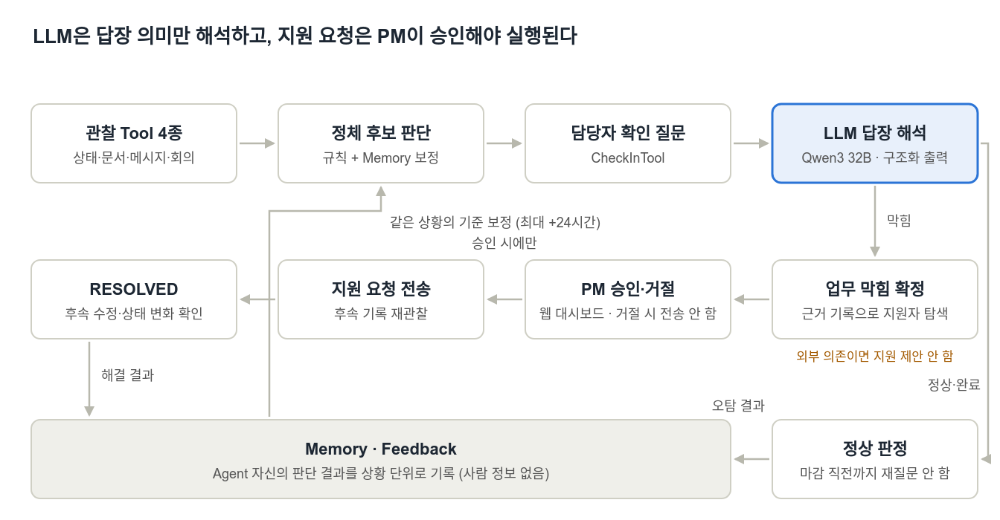 LLM은 답장 의미만 해석하고, 지원 요청은 PM이 승인해야 실행된다
관찰 Tool 4종
상태·문서·메시지·회의
정체 후보 판단
규칙 + Memory 보정
담당자 확인 질문
CheckInTool
LLM 답장 해석
Qwen3 32B · 구조화 출력
같은 상황의 기준 보정 (최대 +24시간)
승인 시에만
막힘
RESOLVED
후속 수정·상태 변화 확인
지원 요청 전송
후속 기록 재관찰
PM 승인·거절
웹 대시보드 · 거절 시 전송 안 함
업무 막힘 확정
근거 기록으로 지원자 탐색
외부 의존이면 지원 제안 안 함
해결 결과
정상·완료
오탐 결과
Memory · Feedback
Agent 자신의 판단 결과를 상황 단위로 기록 (사람 정보 없음)
정상 판정
마감 직전까지 재질문 안 함